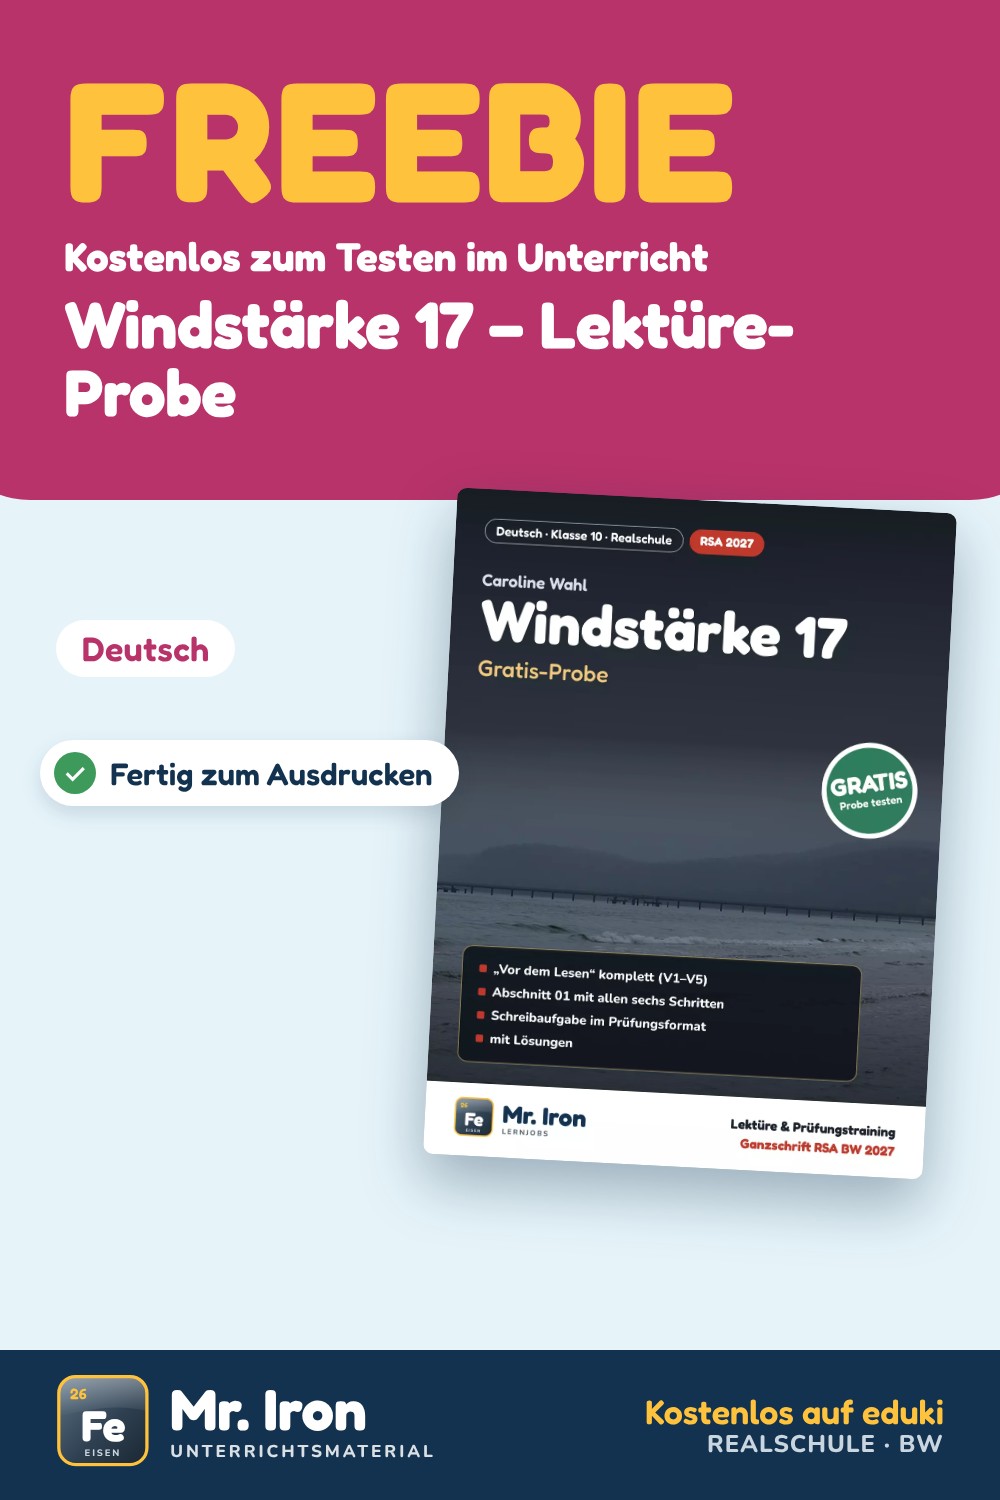 FREEBIE
Kostenlos zum Testen im Unterricht
Windstärke 17 – Lektüre-
Probe
Deutsch · Klasse 10 · Realschule
RSA 2027
Caroline Wahl
Windstärke 17
Gratis-Probe
Deutsch
Fertig zum Ausdrucken
GRATIS
Probe testen
„Vor dem Lesen“ komplett (V1–V5)
Abschnitt 01 mit allen sechs Schritten
Schreibaufgabe im Prüfungsformat
mit Lösungen
26
Fe
EISEN
Mr. Iron
LERNJOBS
Lektüre & Prüfungstraining
Ganzschrift RSA BW 2027
26
Fe
EISEN
Mr. Iron
UNTERRICHTSMATERIAL
Kostenlos auf eduki
REALSCHULE · BW